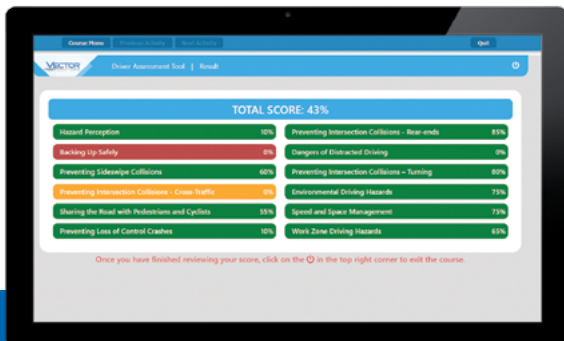 Course Menu Previous Activity Next Activity Quit
VECTOR Driver Assessment Tool | Result
TOTAL SCORE: 43%
Hazard Perception 10%
Backing Up Safely 0%
Preventing Sideswipe Collisions 60%
Preventing Intersection Collisions - Cross-Traffic 0%
Sharing the Road with Pedestrians and Cyclists 55%
Preventing Loss of Control Crashes 10%
Preventing Intersection Collisions - Rear-ends 85%
Dangers of Distracted Driving 0%
Preventing Intersection Collisions – Turning 80%
Environmental Driving Hazards 75%
Speed and Space Management 75%
Work Zone Driving Hazards 65%
Once you have finished reviewing your score, click on the in the top right corner to exit the course.